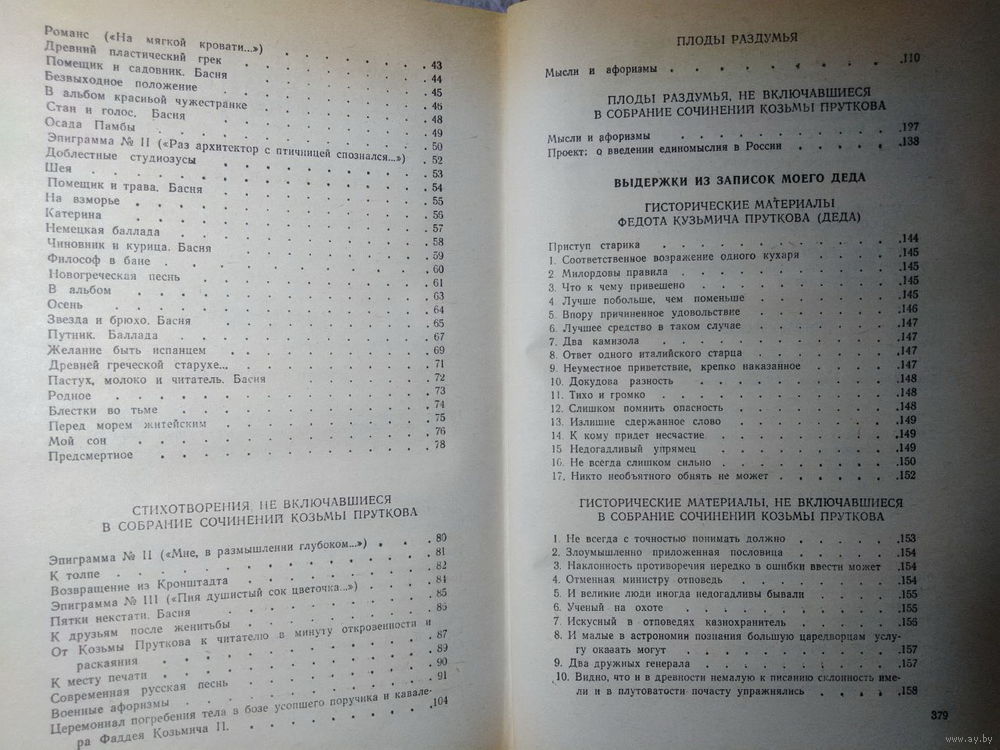 Романс («На мягкой кровати...») . . . . . . 43
Древний пластический грек . . . . . . 44
Помещик и садовник. Басня . . . . . . 45
Безвыходное положение . . . . . . 46
В альбом красивой чужестранке . . . . . . 48
Стан и голос. Басня . . . . . . 49
Осада Памбы . . . . . . 50
Эпиграмма № II («Раз архитектор с птичницей спознался...») . 52
Доблестные студиозусы . . . . . . 53
Шея . . . . . . 54
Помещик и трава. Басня . . . . . . 55
На взморье . . . . . . 56
Катерина . . . . . . 57
Немецкая баллада . . . . . . 58
Чиновник и курица. Басня . . . . . . 59
Философ в бане . . . . . . 60
Новогреческая песнь . . . . . . 61
В альбом . . . . . . 63
Осень . . . . . . 64
Звезда и брюхо. Басня . . . . . . 65
Путник. Баллада . . . . . . 67
Желание быть испанцем . . . . . . 69
Древней греческой старухе... . . . . . . 71
Пастух, молоко и читатель. Басня . . . . . . 72
Родное . . . . . . 73
Блестки во тьме . . . . . . 74
Перед морем житейским . . . . . . 75
Мой сон . . . . . . 76
Предсмертное . . . . . . 78
СТИХОТВОРЕНИЯ, НЕ ВКЛЮЧАВШИЕСЯ
В СОБРАНИЕ СОЧИНЕНИЙ КОЗЬМЫ ПРУТКОВА
Эпиграмма № II («Мне, в размышлении глубоком...») . . . 80
К толпе . . . . . . 81
Возвращение из Кронштадта . . . . . . 82
Эпиграмма № III («Пия душистый сок цветочка...») . . . 84
Пятки некстати. Басня . . . . . . 85
К друзьям после женитьбы . . . . . . 86
От Козьмы Пруткова к читателю в минуту откровенности и
раскаяния . . . . . . 87
К месту печати . . . . . . 89
Современная русская песнь . . . . . . 90
Военные афоризмы . . . . . . 91
Церемониал погребения тела в бозе усопшего поручика и кавале-
ра Фаддея Козьмича П. . . . . . . 104
ПЛОДЫ РАЗДУМЬЯ
Мысли и афоризмы . . . . . . 110
ПЛОДЫ РАЗДУМЬЯ, НЕ ВКЛЮЧАВШИЕСЯ
В СОБРАНИЕ СОЧИНЕНИЙ КОЗЬМЫ ПРУТКОВА
Мысли и афоризмы . . . . . . 197
Проект: о введении единомыслия в России . . . . . . 138
ВЫДЕРЖКИ ИЗ ЗАПИСОК МОЕГО ДЕДА
ГИСТОРИЧЕСКИЕ МАТЕРИАЛЫ
ФЕДОТА КУЗЬМИЧА ПРУТКОВА (ДЕДА)
Приступ старика . . . . . . 144
1. Соответственное возражение одного кухаря . . . . 145
2. Милордовы правила . . . . . . 145
3. Что к чему привешено . . . . . . 145
4. Лучше побольше, чем поменьше . . . . . . 145
5. Впору причиненное удовольствие . . . . . . 146
6. Лучшее средство в таком случае . . . . . . 147
7. Два камизола . . . . . . 147
8. Ответ одного италийского старца . . . . . . 147
9. Неуместное приветствие, крепко наказанное . . . . 147
10. Докудова разность . . . . . . 148
11. Тихо и громко . . . . . . 148
12. Слишком помнить опасность . . . . . . 148
13. Излишне сдержанное слово . . . . . . 149
14. К кому придет несчастие . . . . . . 149
15 Недогадливый упрямец . . . . . . 149
16. Не всегда слишком сильно . . . . . . 150
17. Никто необъятного обнять не может . . . . . . 152
ГИСТОРИЧЕСКИЕ МАТЕРИАЛЫ, НЕ ВКЛЮЧАВШИЕСЯ
В СОБРАНИЕ СОЧИНЕНИЙ КОЗЬМЫ ПРУТКОВА
1. Не всегда с точностью понимать должно . . . . . . 153
2. Злоумышленно приложенная пословица . . . . . . 154
3. Наклонность противоречия нередко в ошибки ввести может . 154
4. Отменная министру отповедь . . . . . . 154
5. И великие люди иногда недогадливы бывали . . . . 155
6. Ученый на охоте . . . . . . 155
7. Искусный в отповедях казнохранитель . . . . . . 156
8. И малые в астрономии познания большую царедворцам услу-
гу оказать могут . . . . . . 157
9. Два дружных генерала . . . . . . 157
10. Видно, что и в древности немалую к писанию склонность име-
ли и в плутоватости почасту упражнялись . . . . 158
379
www.ay.by